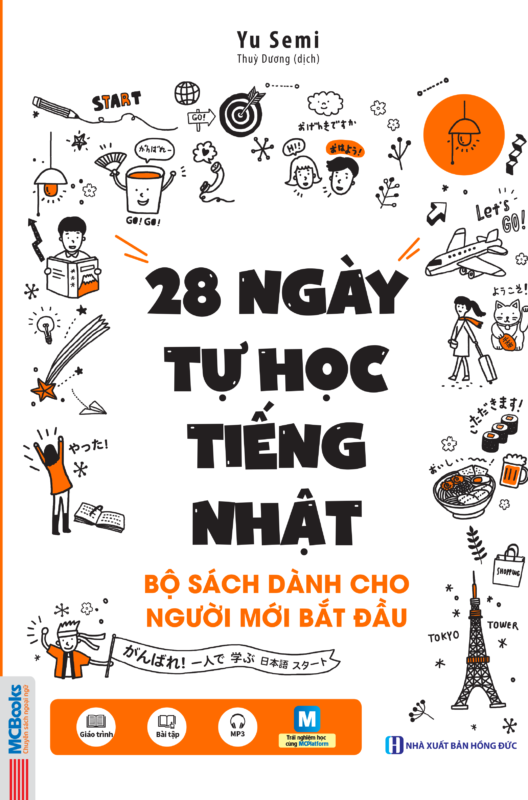 Yu Semi
Thuỳ Dương (dịch)
START
GO!
おげんきですか
がんばれー
HI!
おはよう!
GO! GO!
Let's
GO!
ようこそ!
28 NGÀY
TỰ HỌC
TIẾNG
NHẬT
いただきます!
やった!
おいしい
SHOPPING
BỘ SÁCH DÀNH CHO
NGƯỜI MỚI BẮT ĐẦU
TOKYO TOWER
がんばれ! 一人で 学ぶ 日本語 スタート
MCBooks
Chuyên sách ngoại ngữ
Giáo trình
Bài tập
MP3
M
Trải nghiệm học
cùng MCPlatform
NHÀ XUẤT BẢN HỒNG ĐỨC